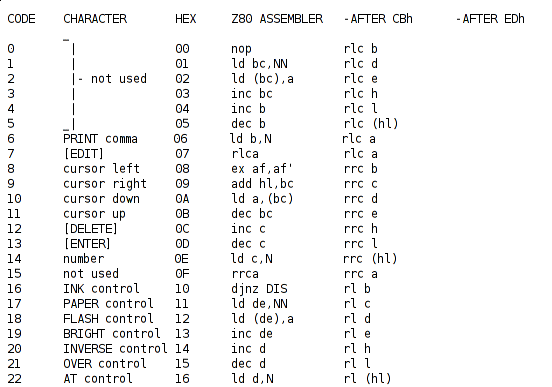 CODE CHARACTER HEX Z80 ASSEMBLER -AFTER CBh -AFTER EDh
_
0 | 00 nop rlc b
1 | 01 ld bc,NN rlc d
2 |- not used 02 ld (bc),a rlc e
3 | 03 inc bc rlc h
4 | 04 inc b rlc l
5 _| 05 dec b rlc (hl)
6 PRINT comma 06 ld b,N rlc a
7 [EDIT] 07 rlca rlc a
8 cursor left 08 ex af,af' rrc b
9 cursor right 09 add hl,bc rrc c
10 cursor down 0A ld a,(bc) rrc d
11 cursor up 0B dec bc rrc e
12 [DELETE] 0C inc c rrc h
13 [ENTER] 0D dec c rrc l
14 number 0E ld c,N rrc (hl)
15 not used 0F rrca rrc a
16 INK control 10 djnz DIS rl b
17 PAPER control 11 ld de,NN rl c
18 FLASH control 12 ld (de),a rl d
19 BRIGHT control 13 inc de rl e
20 INVERSE control 14 inc d rl h
21 OVER control 15 dec d rl l
22 AT control 16 ld d,N rl (hl)